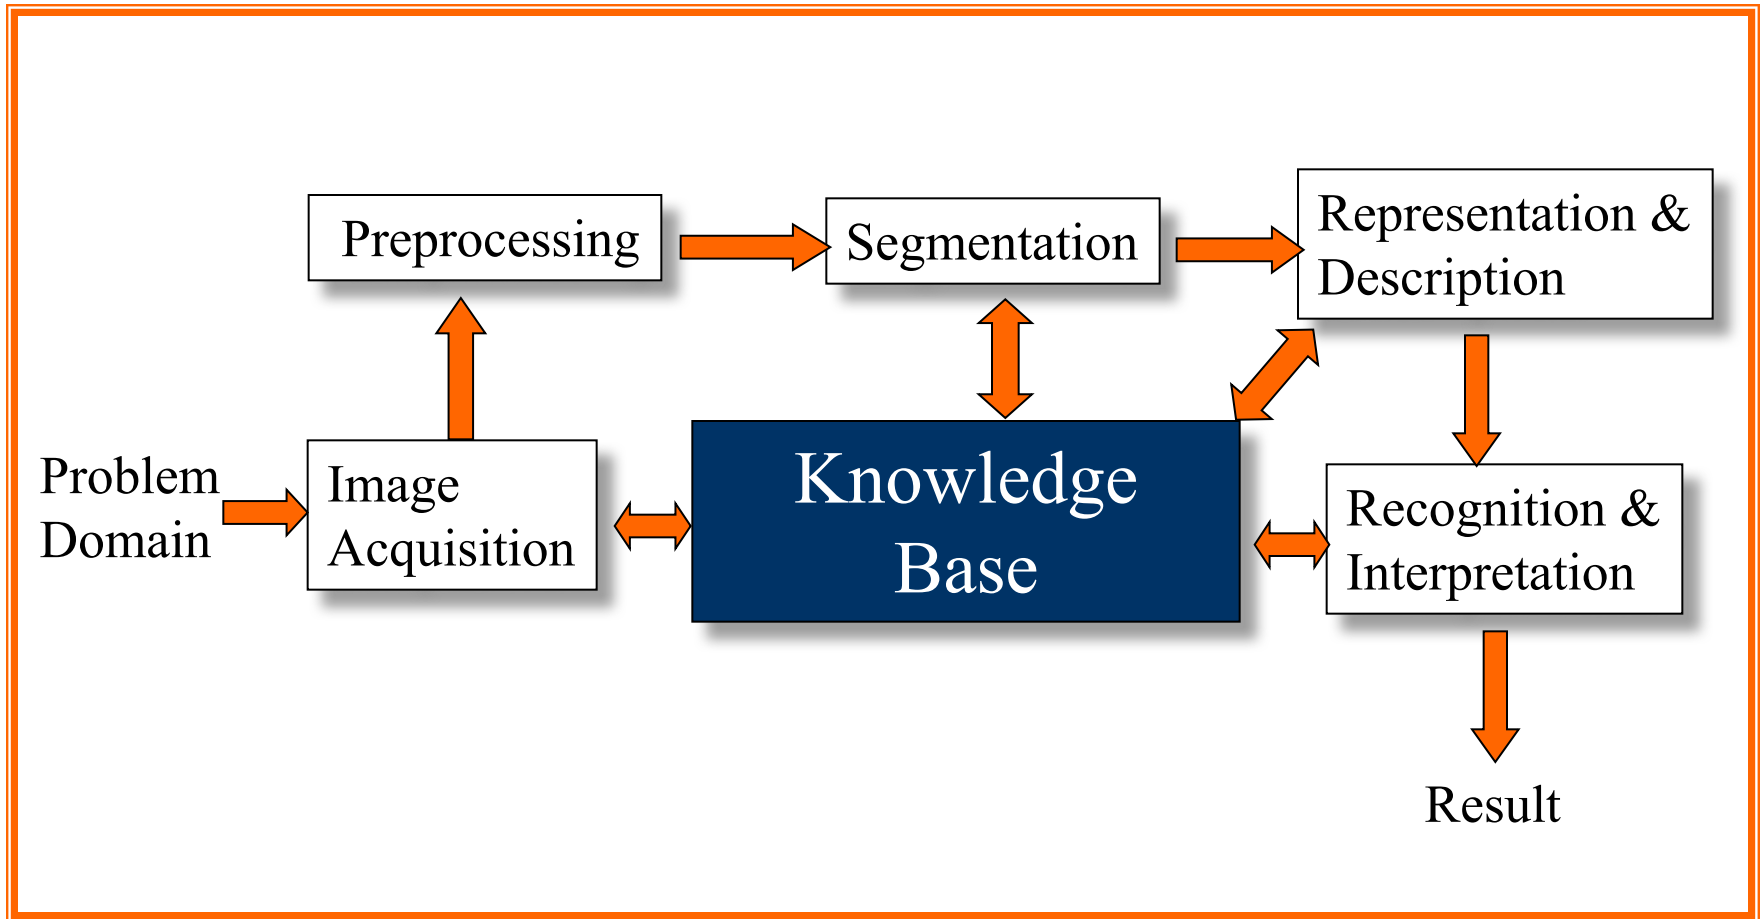 Preprocessing
Segmentation
Representation &
Description
Problem
Domain
Image
Acquisition
Knowledge
Base
Recognition &
Interpretation
Result